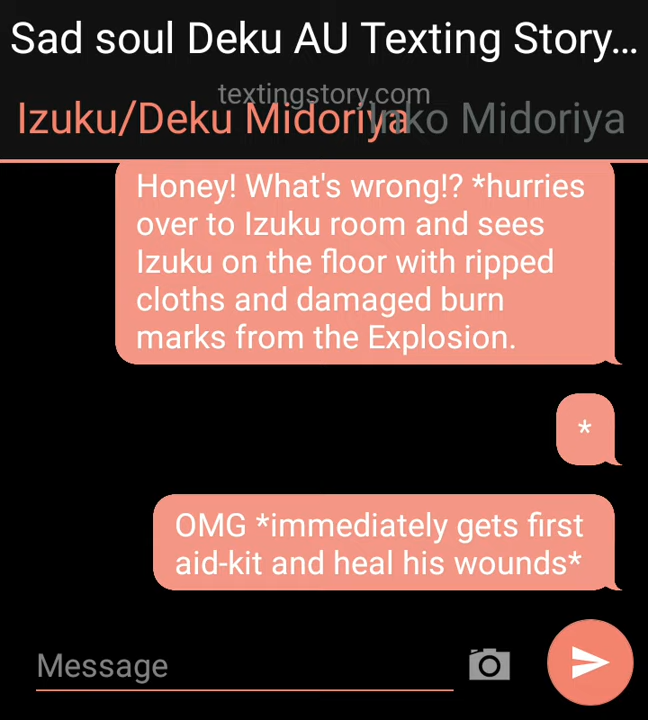 Sad soul Deku AU Texting Story…
textingstory.com
Izuku/Deku Midoriya Inko Midoriya
Honey! What's wrong!? *hurries
over to Izuku room and sees
Izuku on the floor with ripped
cloths and damaged burn
marks from the Explosion.
*
OMG *immediately gets first
aid-kit and heal his wounds*
Message